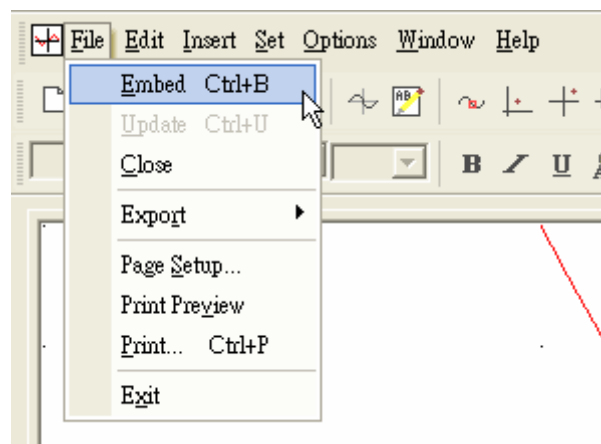 File Edit Insert Set Options Window Help
Embed Ctrl+B
Update Ctrl+U
Close
Export
Page Setup...
Print Preview
Print... Ctrl+P
Exit
AB
B I U A